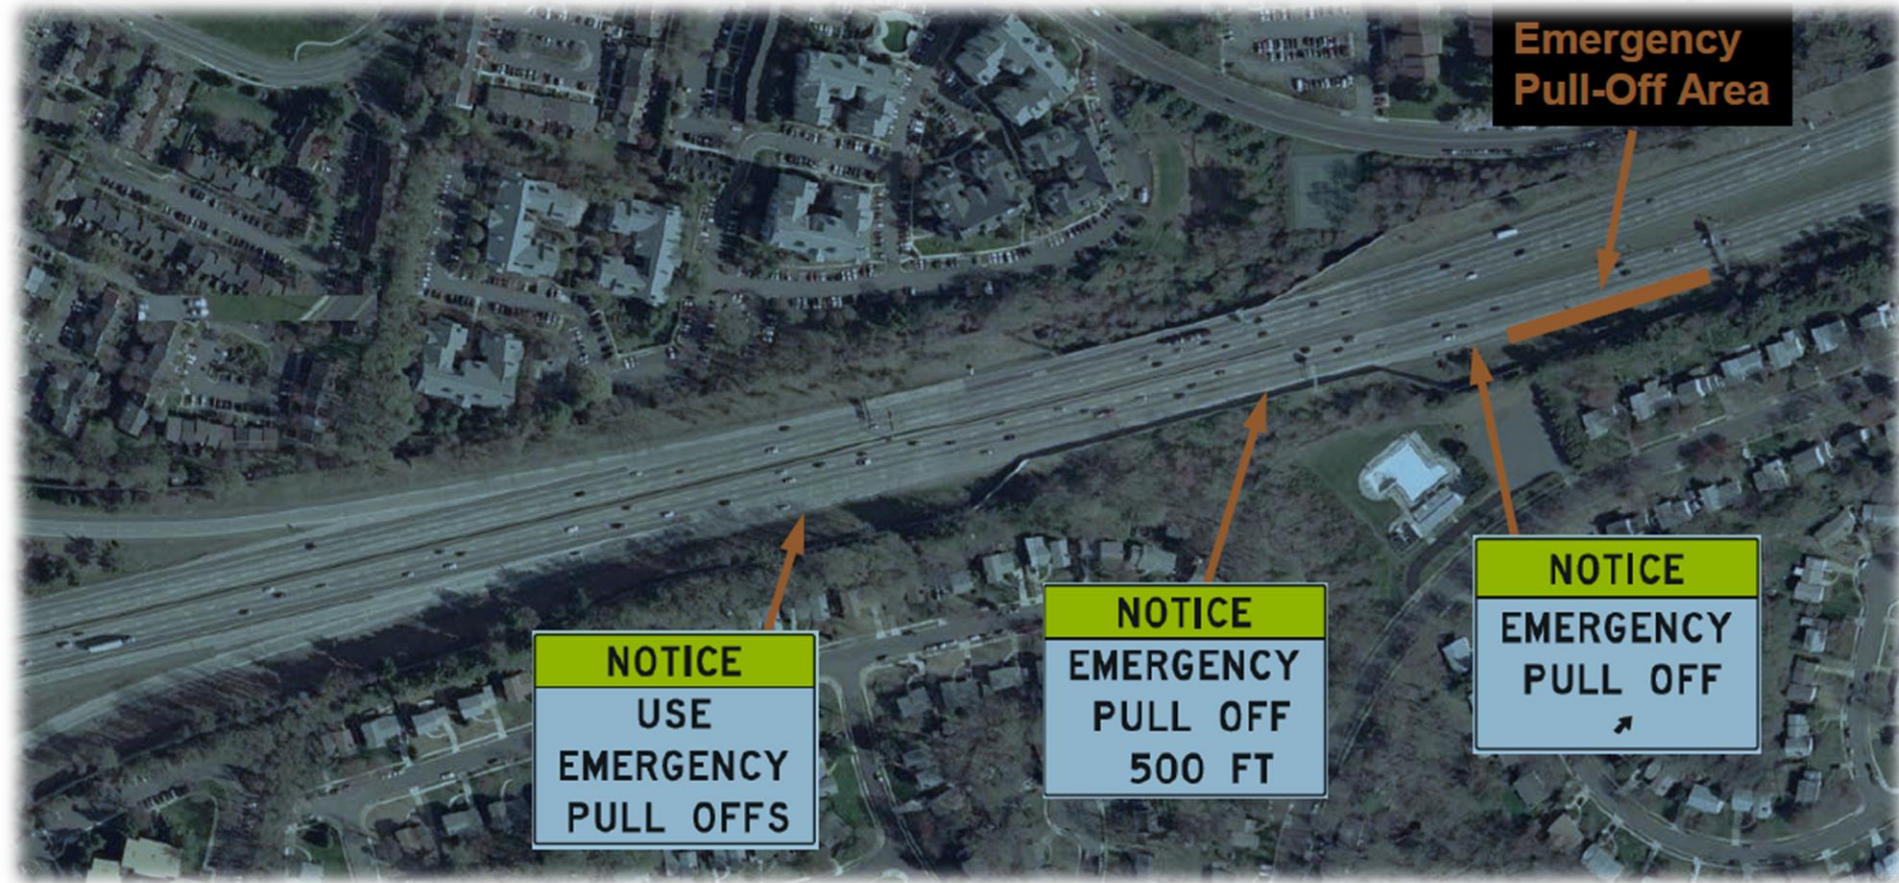 Emergency
Pull-Off Area
NOTICE
USE
EMERGENCY
PULL OFFS
NOTICE
EMERGENCY
PULL OFF
500 FT
NOTICE
EMERGENCY
PULL OFF